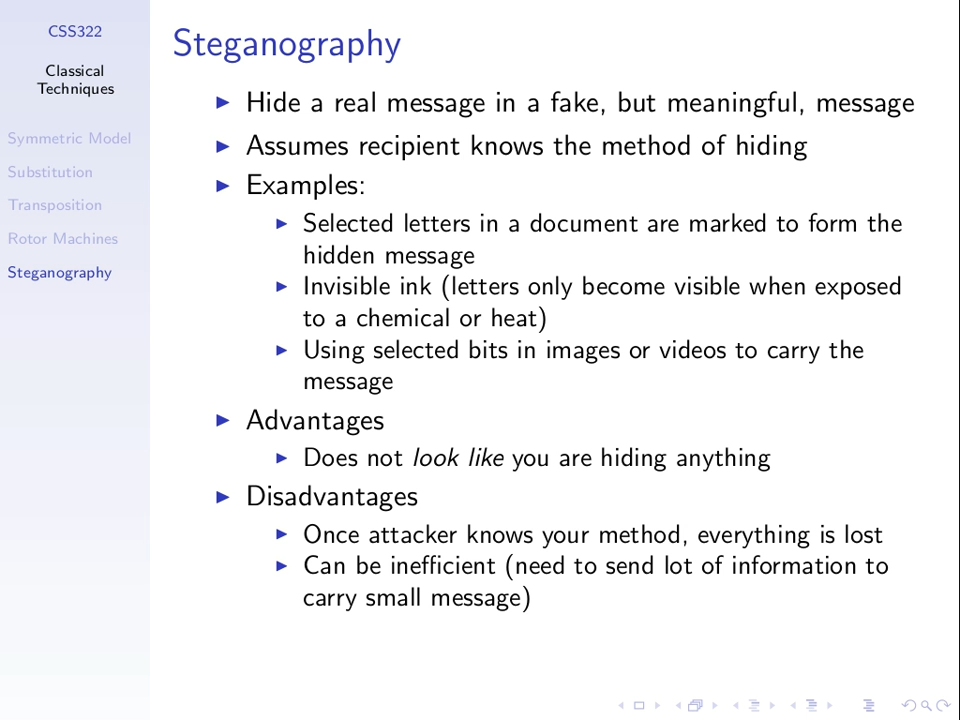 CSS322
Classical
Techniques
Symmetric Model
Substitution
Transposition
Rotor Machines
Steganography
Steganography
Hide a real message in a fake, but meaningful, message
Assumes recipient knows the method of hiding
Examples:
Selected letters in a document are marked to form the
hidden message
Invisible ink (letters only become visible when exposed
to a chemical or heat)
Using selected bits in images or videos to carry the
message
Advantages
Does not look like you are hiding anything
Disadvantages
Once attacker knows your method, everything is lost
Can be inefficient (need to send lot of information to
carry small message)